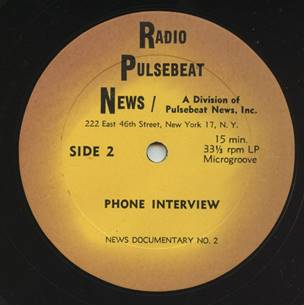 RADIO
PULSEBEAT
NEWS / A Division of
Pulsebeat News, Inc.
222 East 46th Street, New York 17, N. Y.
SIDE 2
15 min.
33⅓ rpm LP
Microgroove
PHONE INTERVIEW
NEWS DOCUMENTARY NO. 2